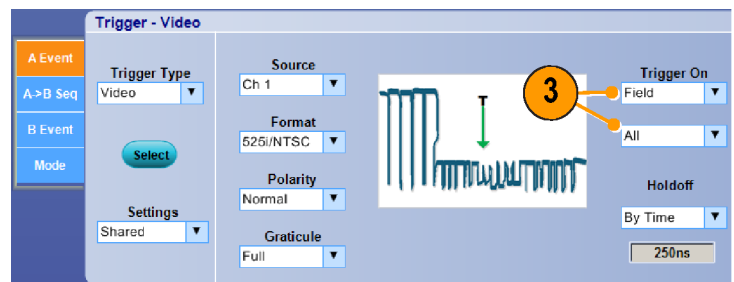 Trigger - Video
A Event
A->B Seq
B Event
Mode
Trigger Type
Video
Select
Settings
Shared
Source
Ch 1
Format
525i/NTSC
Polarity
Normal
Graticule
Full
T
3
Trigger On
Field
All
Holdoff
By Time
250ns